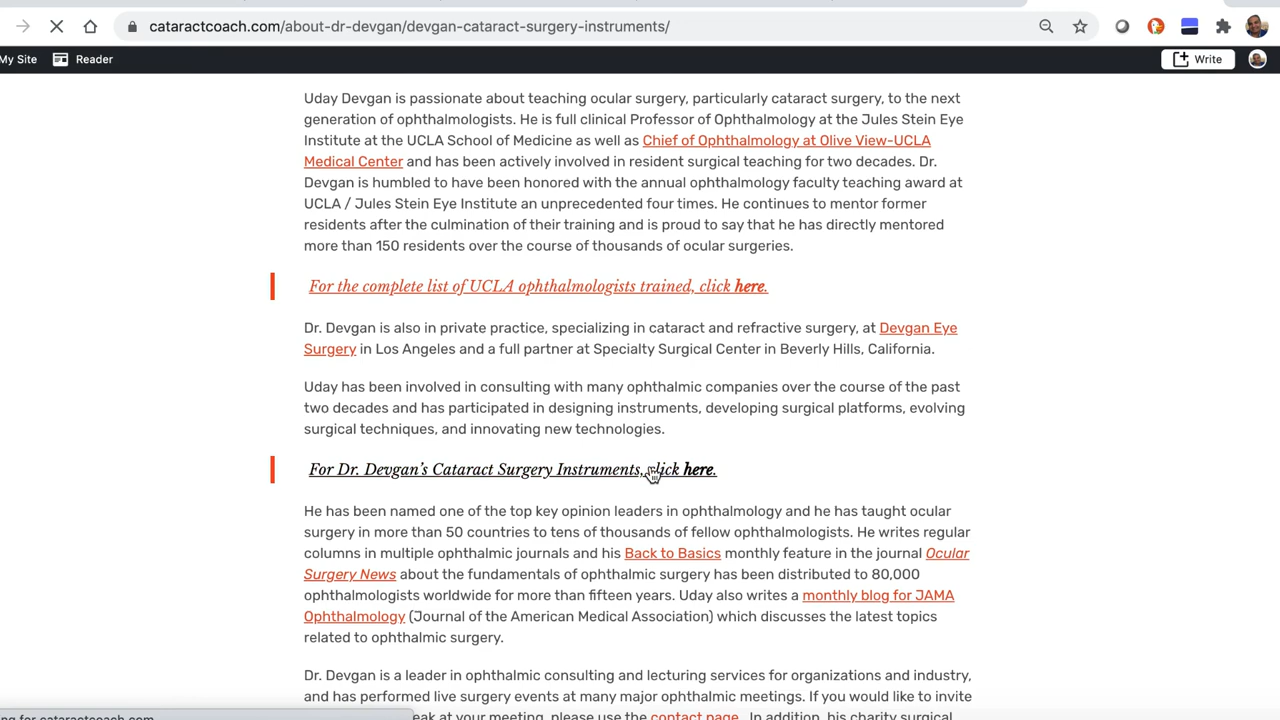 cataractcoach.com/about-dr-devgan/devgan-cataract-surgery-instruments/
My Site Reader Write
Uday Devgan is passionate about teaching ocular surgery, particularly cataract surgery, to the next
generation of ophthalmologists. He is full clinical Professor of Ophthalmology at the Jules Stein Eye
Institute at the UCLA School of Medicine as well as Chief of Ophthalmology at Olive View-UCLA
Medical Center and has been actively involved in resident surgical teaching for two decades. Dr.
Devgan is humbled to have been honored with the annual ophthalmology faculty teaching award at
UCLA / Jules Stein Eye Institute an unprecedented four times. He continues to mentor former
residents after the culmination of their training and is proud to say that he has directly mentored
more than 150 residents over the course of thousands of ocular surgeries.
For the complete list of UCLA ophthalmologists trained, click here.
Dr. Devgan is also in private practice, specializing in cataract and refractive surgery, at Devgan Eye
Surgery in Los Angeles and a full partner at Specialty Surgical Center in Beverly Hills, California.
Uday has been involved in consulting with many ophthalmic companies over the course of the past
two decades and has participated in designing instruments, developing surgical platforms, evolving
surgical techniques, and innovating new technologies.
For Dr. Devgan's Cataract Surgery Instruments, click here.
He has been named one of the top key opinion leaders in ophthalmology and he has taught ocular
surgery in more than 50 countries to tens of thousands of fellow ophthalmologists. He writes regular
columns in multiple ophthalmic journals and his Back to Basics monthly feature in the journal Ocular
Surgery News about the fundamentals of ophthalmic surgery has been distributed to 80,000
ophthalmologists worldwide for more than fifteen years. Uday also writes a monthly blog for JAMA
Ophthalmology (Journal of the American Medical Association) which discusses the latest topics
related to ophthalmic surgery.
Dr. Devgan is a leader in ophthalmic consulting and lecturing services for organizations and industry,
and has performed live surgery events at many major ophthalmic meetings. If you would like to invite
at your meeting, please use the contact page. In addition, his charity surgical
for cataractcoach.com